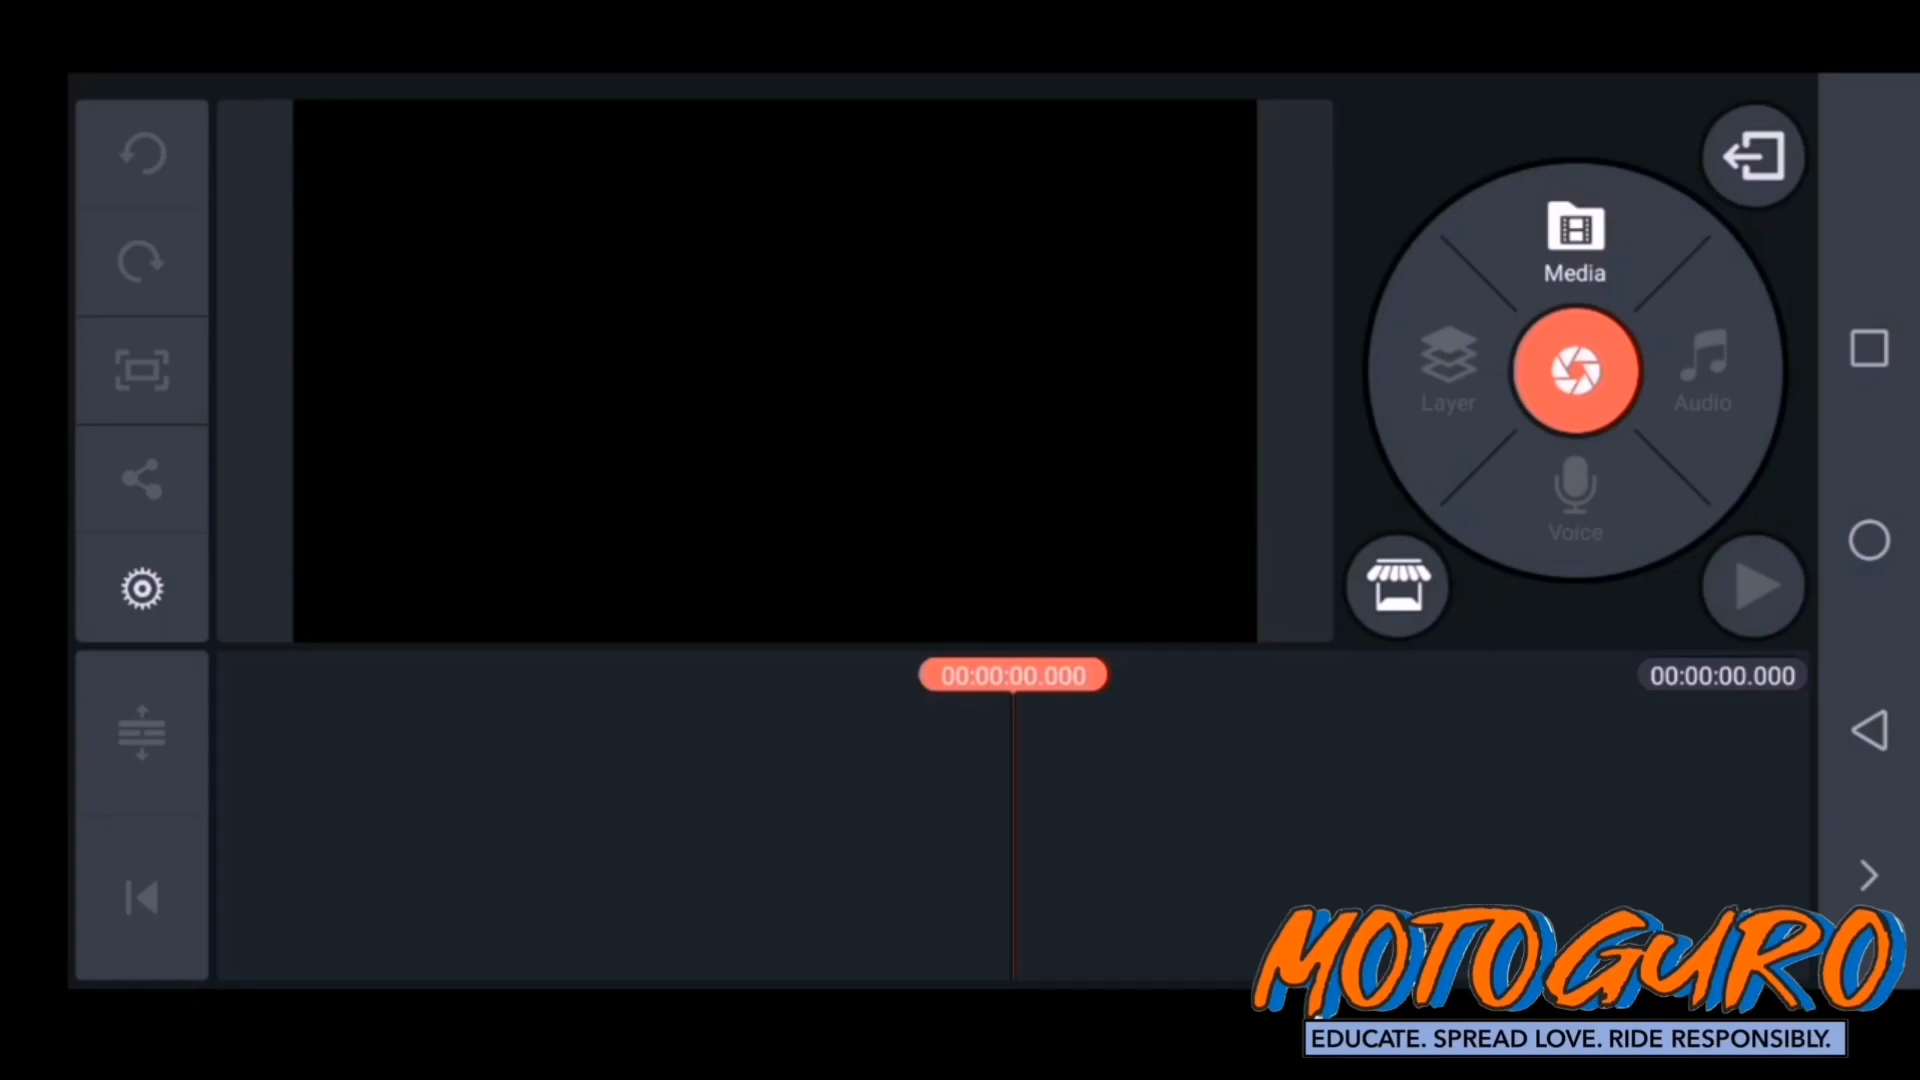 Media
Layer
Audio
Voice
00:00:00.000
00:00:00.000
MOTOGURO
EDUCATE. SPREAD LOVE. RIDE RESPONSIBLY.